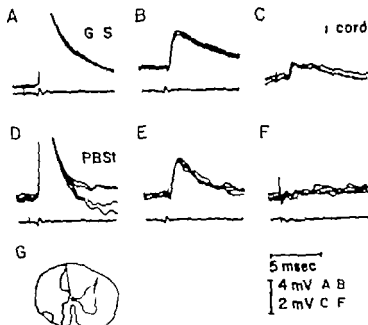 A G S B C ı cord
D PBSt E F
G
5 msec
4 mV A B
2 mV C F